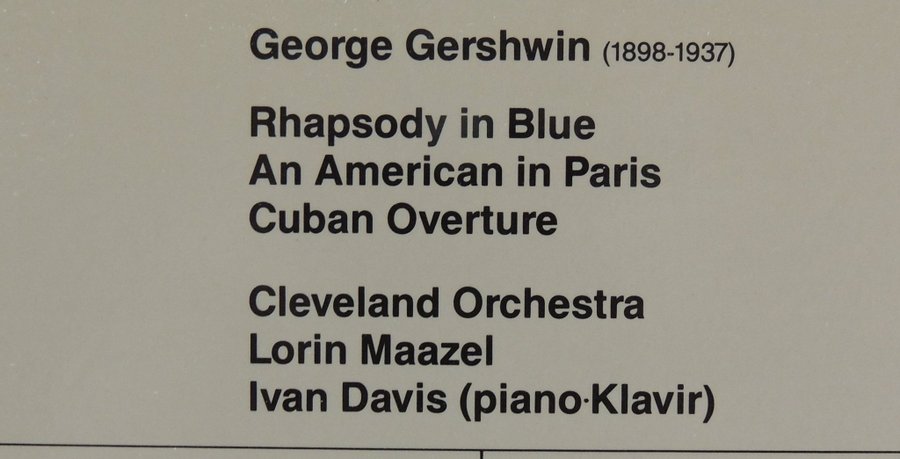 George Gershwin (1898-1937)
Rhapsody in Blue
An American in Paris
Cuban Overture
Cleveland Orchestra
Lorin Maazel
Ivan Davis (piano·Klavir)